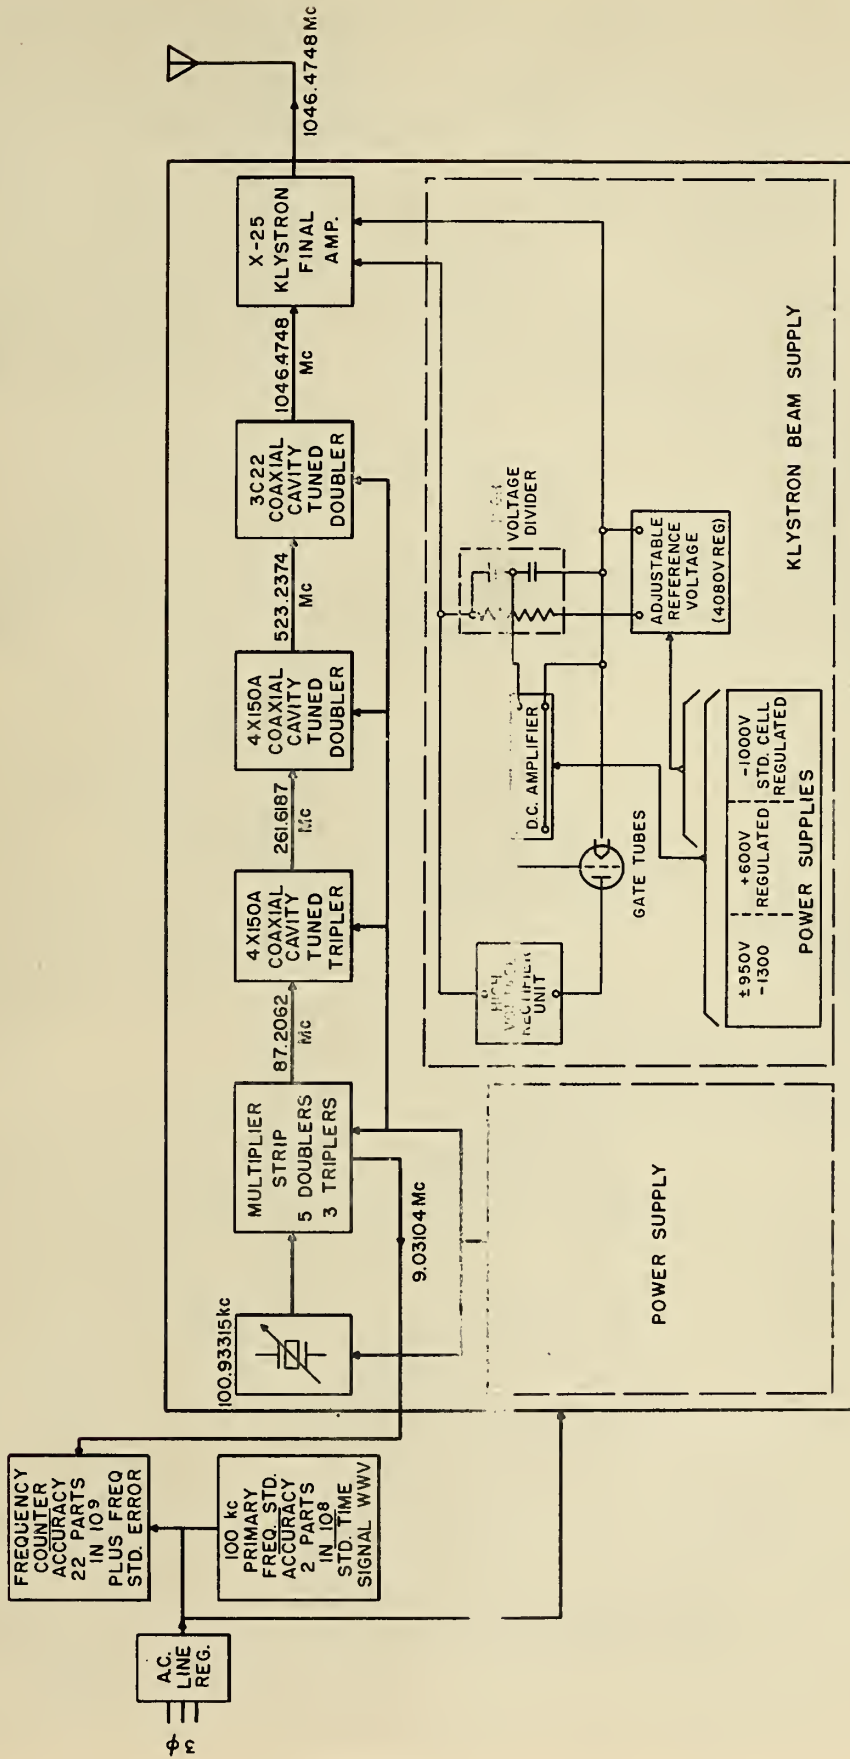 3 ϕ
A.C.
LINE
REG.
FREQUENCY
COUNTER
ACCURACY
22 PARTS
IN 10⁹
PLUS FREQ
STD. ERROR
100 kc
PRIMARY
FREQ. STD.
ACCURACY
2 PARTS
IN 10⁸
STD. TIME
SIGNAL WWV
100.93315kc
MULTIPLIER
STRIP
5 DOUBLERS
3 TRIPLERS
9.03104 Mc
87.2062
Mc
4X150A
COAXIAL
CAVITY
TUNED
TRIPLER
261.6187
Mc
4X150A
COAXIAL
CAVITY
TUNED
DOUBLER
523.2374
Mc
3C22
COAXIAL
CAVITY
TUNED
DOUBLER
1046.4748
Mc
X-25
KLYSTRON
FINAL
AMP.
1046.4748Mc
POWER SUPPLY
HIGH
VOLTAGE
RECTIFIER
UNIT
GATE TUBES
D.C. AMPLIFIER
VOLTAGE
DIVIDER
ADJUSTABLE
REFERENCE
VOLTAGE
(4080V REG)
±950V
-1300
+600V
REGULATED
-1000V
STD. CELL
REGULATED
POWER SUPPLIES
KLYSTRON BEAM SUPPLY